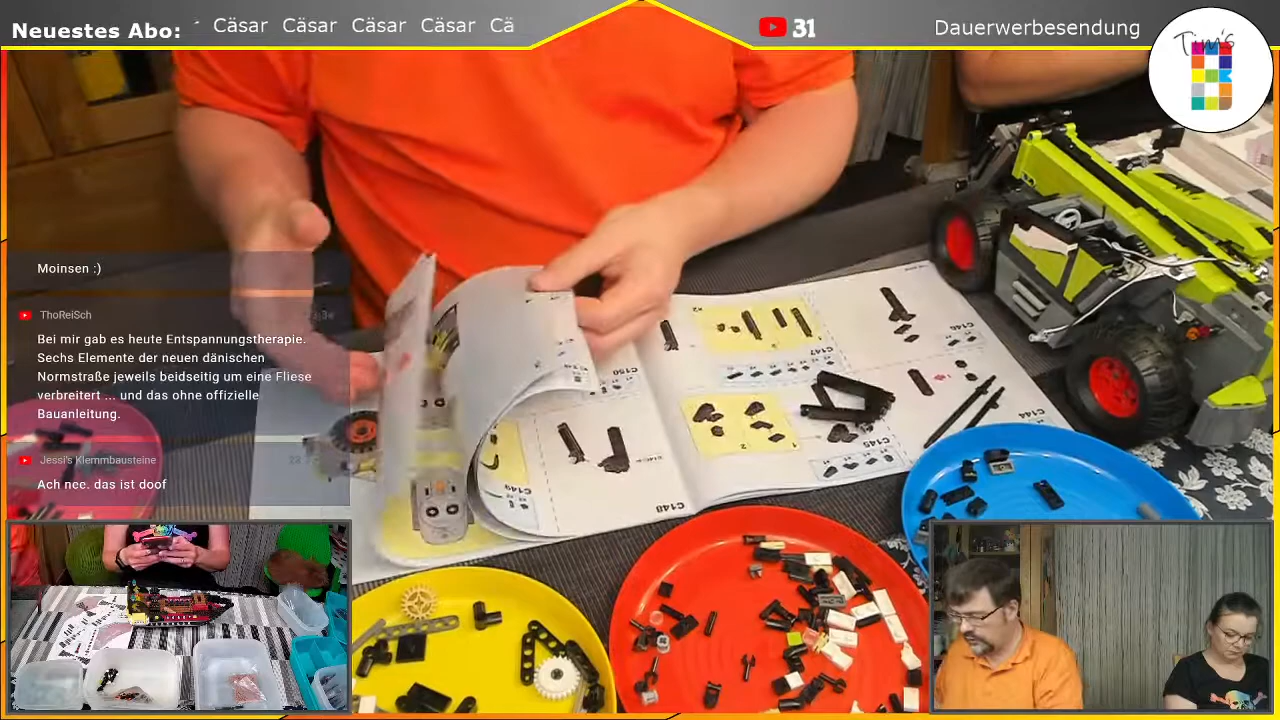 Neuestes Abo:
Cäsar Cäsar Cäsar Cäsar Cä
31
Dauerwerbesendung
Tim's
Moinsen :)
ThoReiSch
Bei mir gab es heute Entspannungstherapie.
Sechs Elemente der neuen dänischen
Normstraße jeweils beidseitig um eine Fliese
verbreitert ... und das ohne offizielle
Bauanleitung.
Jessi's Klemmbausteine
Ach nee. das ist doof
C144
C145
C146
C147
C148
C149
C150